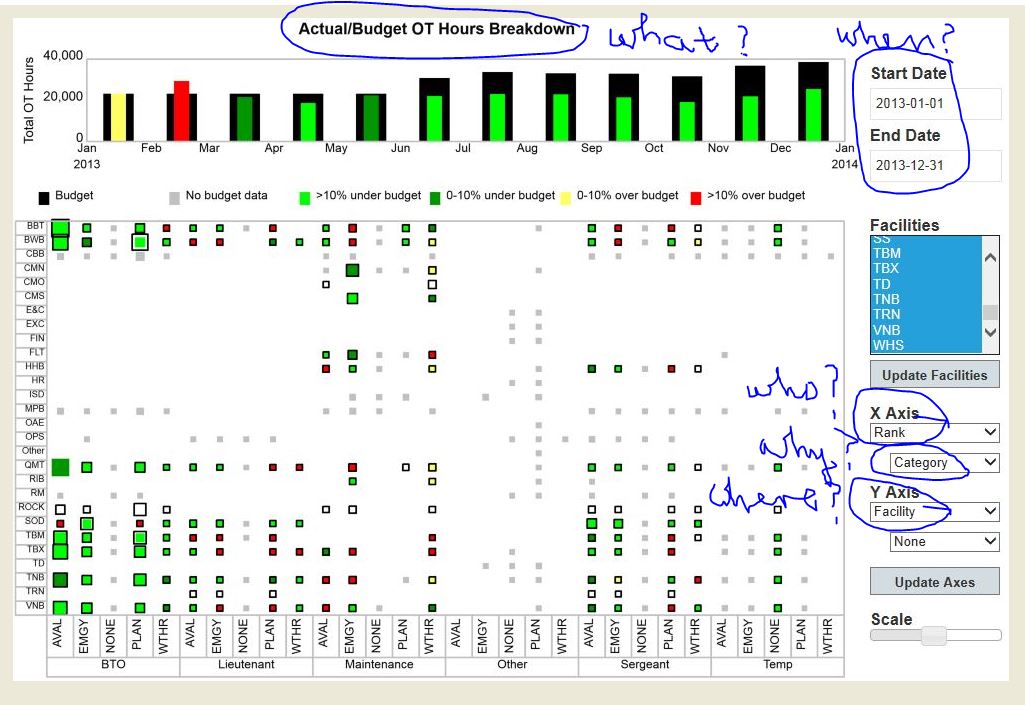 Actual/Budget OT Hours Breakdown
what?
when?
Total OT Hours
40,000
20,000
0
Jan 2013 Feb Mar Apr May Jun Jul Aug Sep Oct Nov Dec Jan 2014
Start Date
2013-01-01
End Date
2013-12-31
Budget No budget data >10% under budget 0-10% under budget 0-10% over budget >10% over budget
BBT
BWB
CBB
CMN
CMO
CMS
E&C
EXC
FIN
FLT
HHB
HR
ISD
MPB
OAE
OPS
Other
QMT
RIB
RM
ROCK
SOD
TBM
TBX
TD
TNB
TRN
VNB
AVAL EMGY NONE PLAN WTHR AVAL EMGY NONE PLAN WTHR AVAL EMGY NONE PLAN WTHR AVAL EMGY NONE PLAN WTHR AVAL EMGY NONE PLAN WTHR AVAL EMGY NONE PLAN WTHR
BTO Lieutenant Maintenance Other Sergeant Temp
Facilities
SS
TBM
TBX
TD
TNB
TRN
VNB
WHS
Update Facilities
who?
X Axis
Rank
why?
Category
where?
Y Axis
Facility
None
Update Axes
Scale